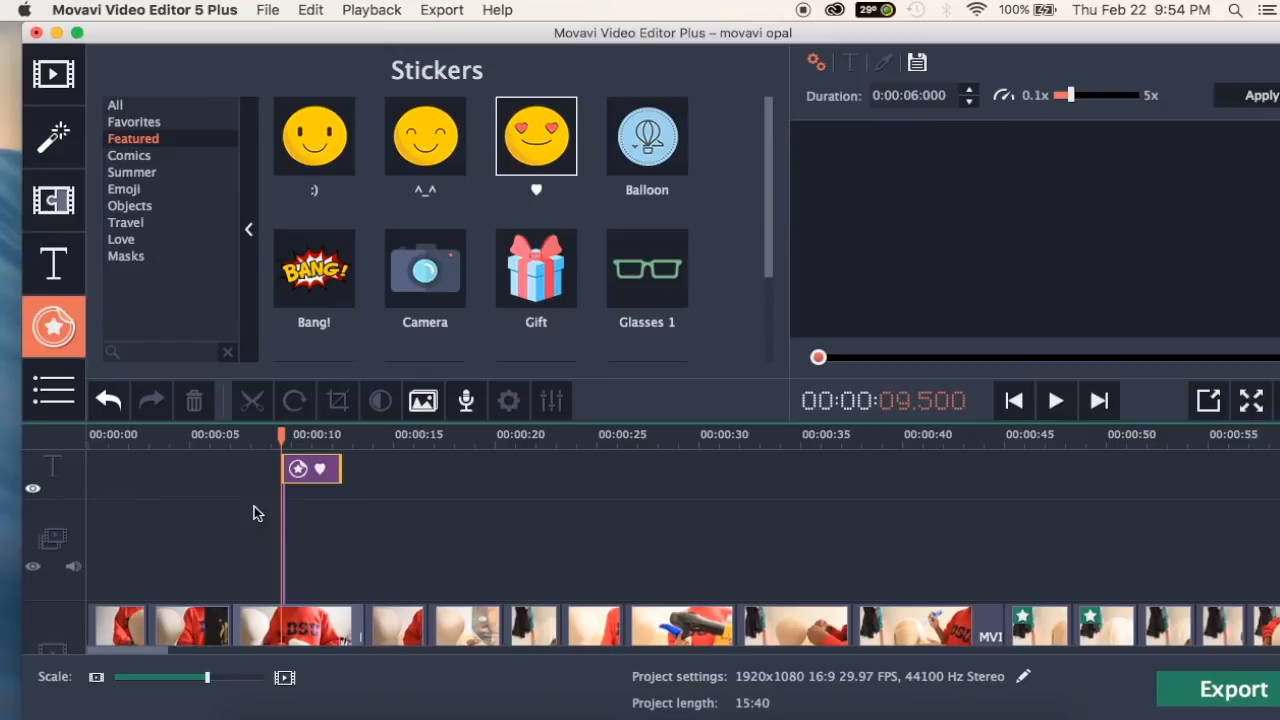 Movavi Video Editor 5 Plus File Edit Playback Export Help 29° 100% Thu Feb 22 9:54 PM
Movavi Video Editor Plus – movavi opal
Stickers
All
Favorites
Featured
Comics
Summer
Emoji
Objects
Travel
Love
Masks
:) ^_^ ♥ Balloon
BANG!
Bang! Camera Gift Glasses 1
Duration: 0:00:06:000 0.1x 5x Apply
00:00:09.500
00:00:00 00:00:05 00:00:10 00:00:15 00:00:20 00:00:25 00:00:30 00:00:35 00:00:40 00:00:45 00:00:50 00:00:55
MVI
Scale:
Project settings: 1920x1080 16:9 29.97 FPS, 44100 Hz Stereo
Project length: 15:40
Export